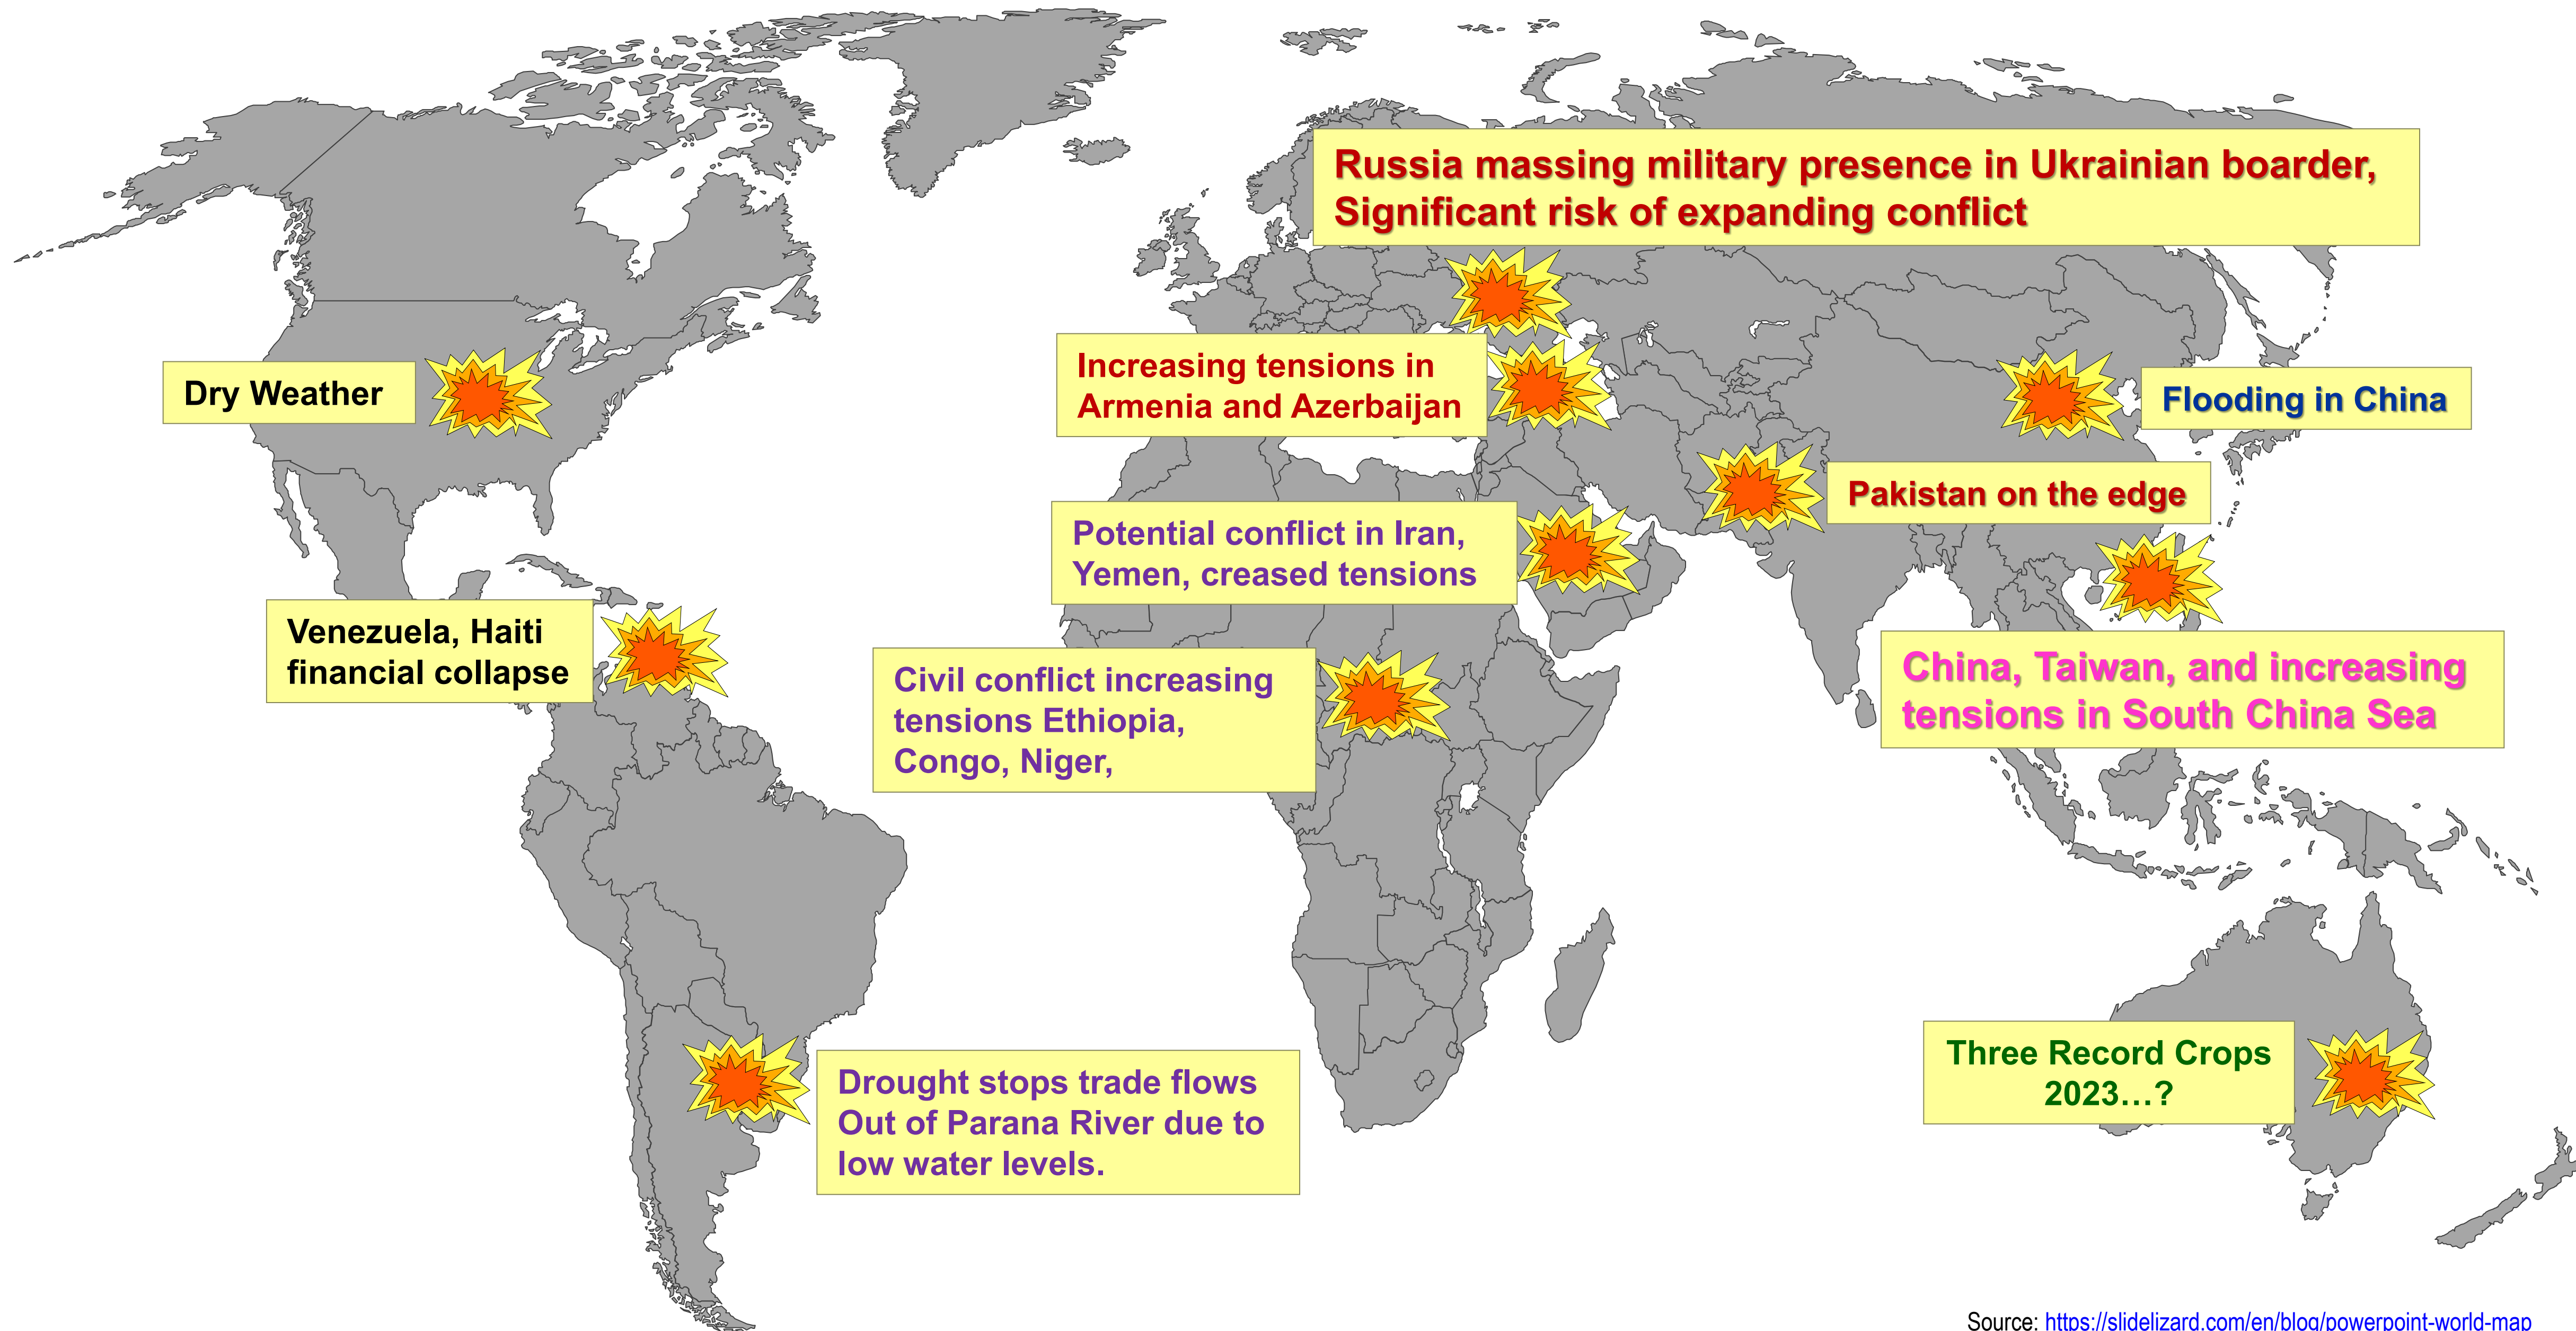 Russia massing military presence in Ukrainian boarder,
Significant risk of expanding conflict
Dry Weather
Increasing tensions in
Armenia and Azerbaijan
Flooding in China
Pakistan on the edge
Potential conflict in Iran,
Yemen, creased tensions
Venezuela, Haiti
financial collapse
Civil conflict increasing
tensions Ethiopia,
Congo, Niger,
China, Taiwan, and increasing
tensions in South China Sea
Drought stops trade flows
Out of Parana River due to
low water levels.
Three Record Crops
2023…?
Source: https://slidelizard.com/en/blog/powerpoint-world-map